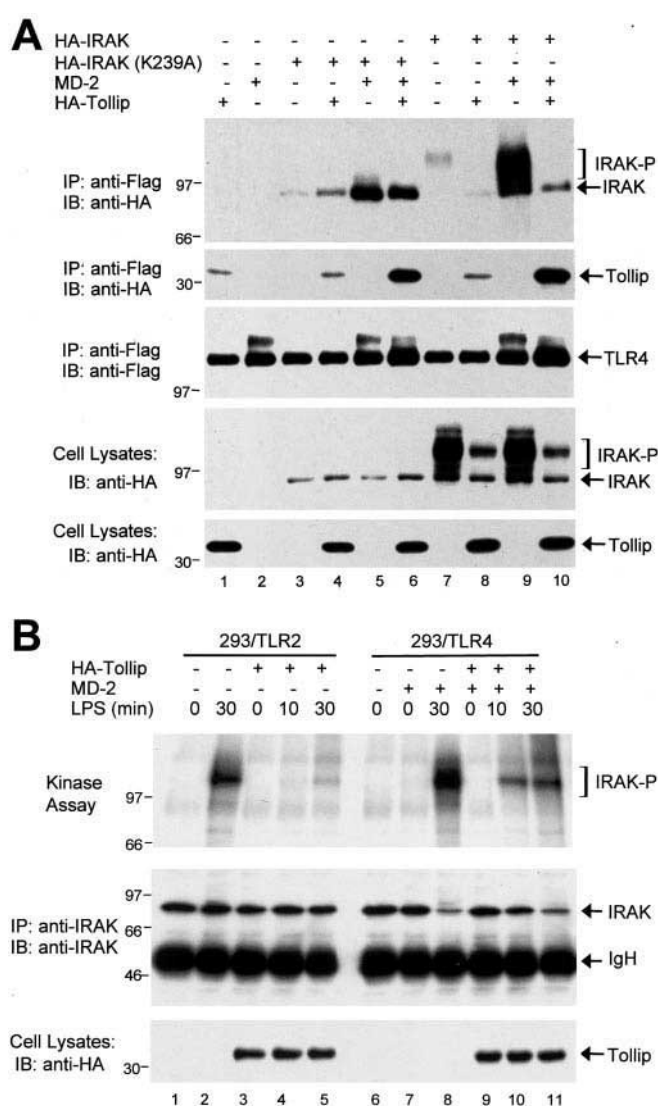 A
HA-IRAK - - - - - - + + + +
HA-IRAK (K239A) - - + + + + - - - -
MD-2 - + - - + + - - + +
HA-Tollip + - - + - + - + - +
IP: anti-Flag
IB: anti-HA
97-
66-
IRAK-P
IRAK
IP: anti-Flag
IB: anti-HA
30-
Tollip
IP: anti-Flag
IB: anti-Flag
97-
TLR4
Cell Lysates:
IB: anti-HA
97-
IRAK-P
IRAK
Cell Lysates:
IB: anti-HA
30-
Tollip
1 2 3 4 5 6 7 8 9 10
B
293/TLR2 293/TLR4
HA-Tollip - - + + + - - - + + +
MD-2 - - - - - - + + + + +
LPS (min) 0 30 0 10 30 0 0 30 0 10 30
Kinase
Assay
97-
66-
IRAK-P
IP: anti-IRAK
IB: anti-IRAK
97-
66-
46-
IRAK
IgH
Cell Lysates:
IB: anti-HA
30-
Tollip
1 2 3 4 5 6 7 8 9 10 11